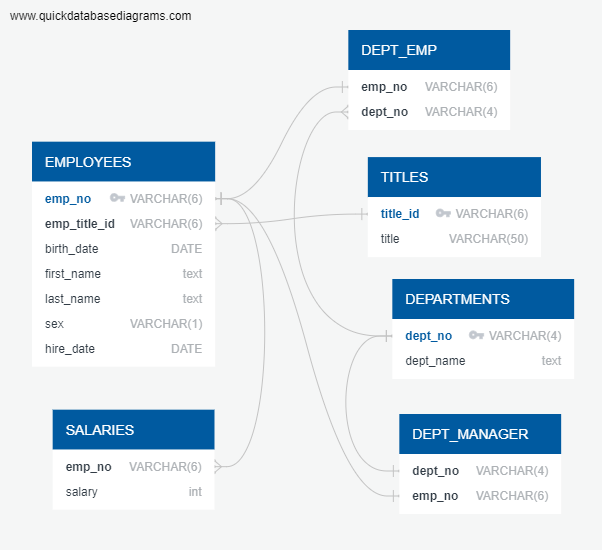 www.quickdatabasediagrams.com
DEPT_EMP
emp_no VARCHAR(6)
dept_no VARCHAR(4)
EMPLOYEES
emp_no VARCHAR(6)
emp_title_id VARCHAR(6)
birth_date DATE
first_name text
last_name text
sex VARCHAR(1)
hire_date DATE
TITLES
title_id VARCHAR(6)
title VARCHAR(50)
DEPARTMENTS
dept_no VARCHAR(4)
dept_name text
SALARIES
emp_no VARCHAR(6)
salary int
DEPT_MANAGER
dept_no VARCHAR(4)
emp_no VARCHAR(6)